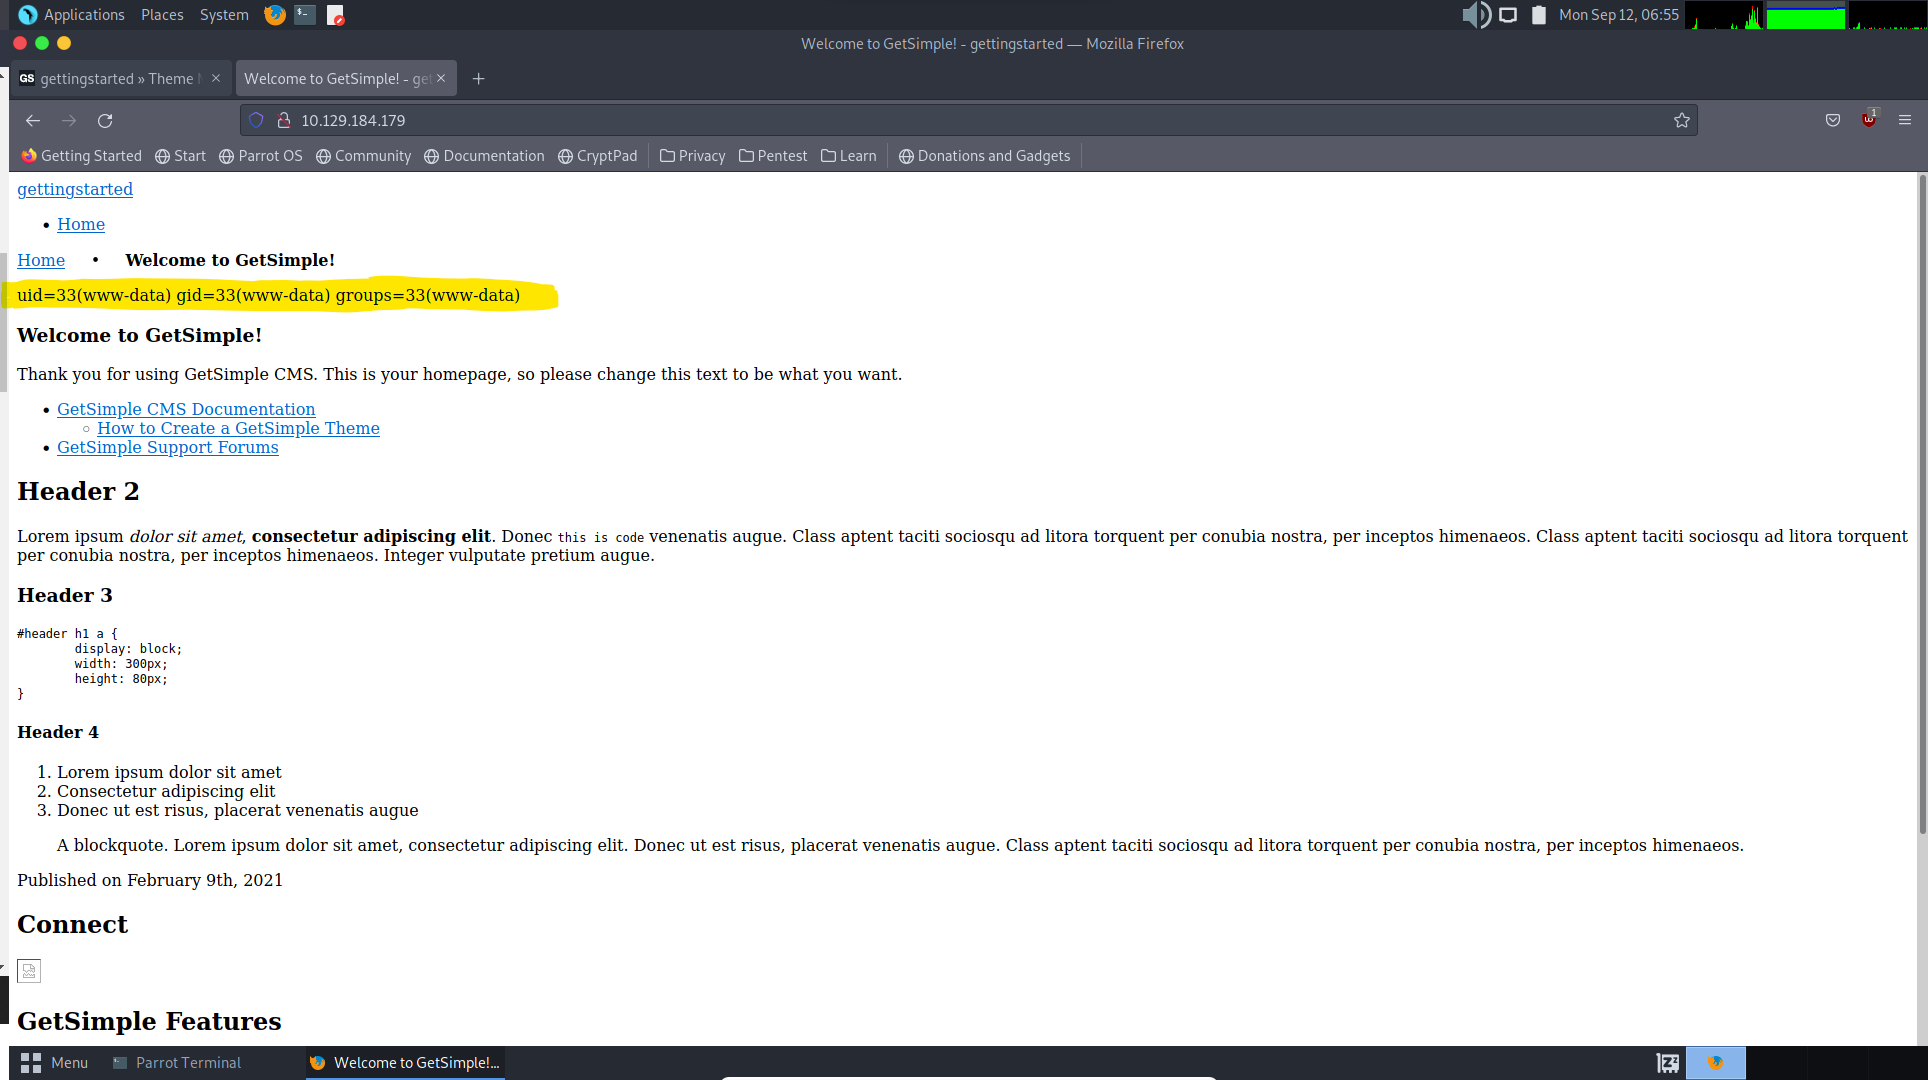 Applications Places System Mon Sep 12, 06:55
Welcome to GetSimple! - gettingstarted — Mozilla Firefox
GS gettingstarted » Theme Welcome to GetSimple! - get
10.129.184.179 1
Getting Started Start Parrot OS Community Documentation CryptPad Privacy Pentest Learn Donations and Gadgets
gettingstarted
• Home
Home • Welcome to GetSimple!
uid=33(www-data) gid=33(www-data) groups=33(www-data)
Welcome to GetSimple!
Thank you for using GetSimple CMS. This is your homepage, so please change this text to be what you want.
• GetSimple CMS Documentation
◦ How to Create a GetSimple Theme
• GetSimple Support Forums
Header 2
Lorem ipsum dolor sit amet, consectetur adipiscing elit. Donec this is code venenatis augue. Class aptent taciti sociosqu ad litora torquent per conubia nostra, per inceptos himenaeos. Class aptent taciti sociosqu ad litora torquent
per conubia nostra, per inceptos himenaeos. Integer vulputate pretium augue.
Header 3
#header h1 a {
display: block;
width: 300px;
height: 80px;
}
Header 4
1. Lorem ipsum dolor sit amet
2. Consectetur adipiscing elit
3. Donec ut est risus, placerat venenatis augue
A blockquote. Lorem ipsum dolor sit amet, consectetur adipiscing elit. Donec ut est risus, placerat venenatis augue. Class aptent taciti sociosqu ad litora torquent per conubia nostra, per inceptos himenaeos.
Published on February 9th, 2021
Connect
GetSimple Features
Menu Parrot Terminal Welcome to GetSimple!...